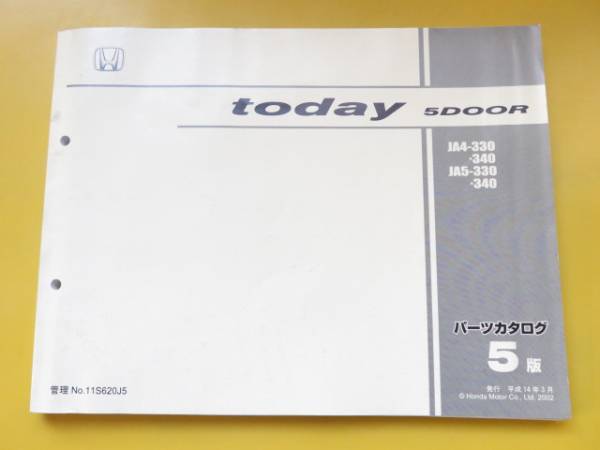 today 5DOOR
JA4-330
-340
JA5-330
-340
パーツカタログ
5 版
発行 平成14年3月
© Honda Motor Co., Ltd. 2002
管理 No.11S620J5